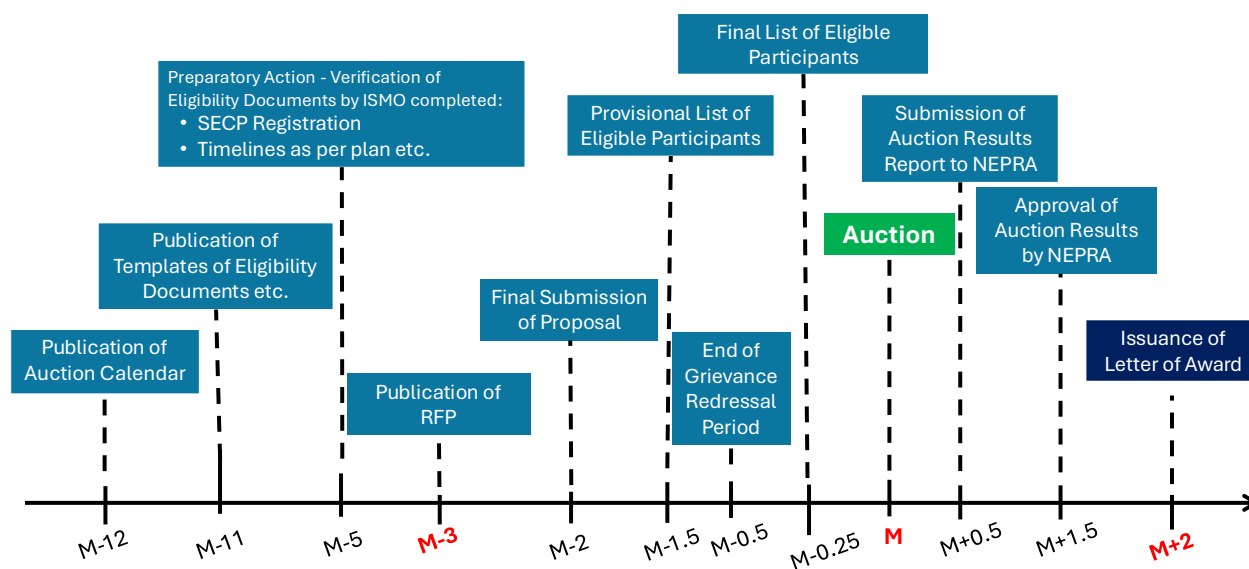 Final List of Eligible
Participants
Preparatory Action - Verification of
Eligibility Documents by ISMO completed:
• SECP Registration
• Timelines as per plan etc.
Provisional List of
Eligible Participants
Submission of
Auction Results
Report to NEPRA
Publication of
Templates of Eligibility
Documents etc.
Auction
Approval of
Auction Results
by NEPRA
Final Submission
of Proposal
Publication of
Auction Calendar
End of
Grievance
Redressal
Period
Issuance of
Letter of Award
Publication of
RFP
M-12
M-11
M-5
M-3
M-2
M-1.5
M-0.5
M-0.25
M
M+0.5
M+1.5
M+2